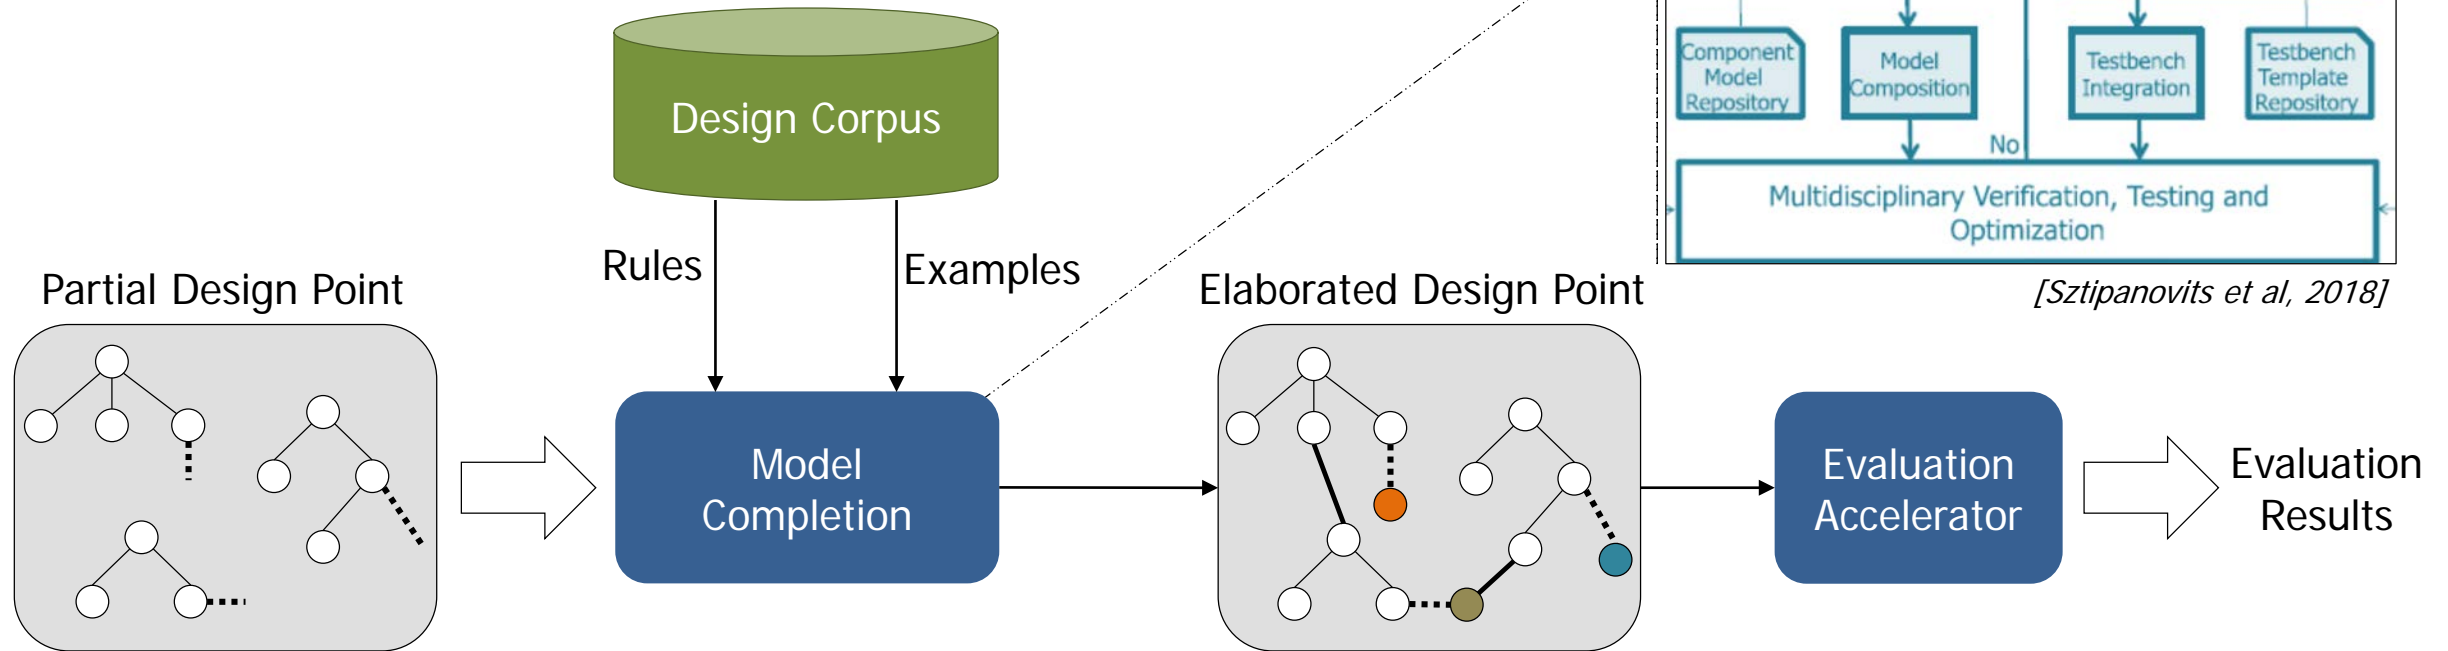 Component
Model
Repository
Model
Composition
Testbench
Integration
Testbench
Template
Repository
No
Multidisciplinary Verification, Testing and
Optimization
[Sztipanovits et al, 2018]
Design Corpus
Rules
Examples
Partial Design Point
Model
Completion
Elaborated Design Point
Evaluation
Accelerator
Evaluation
Results